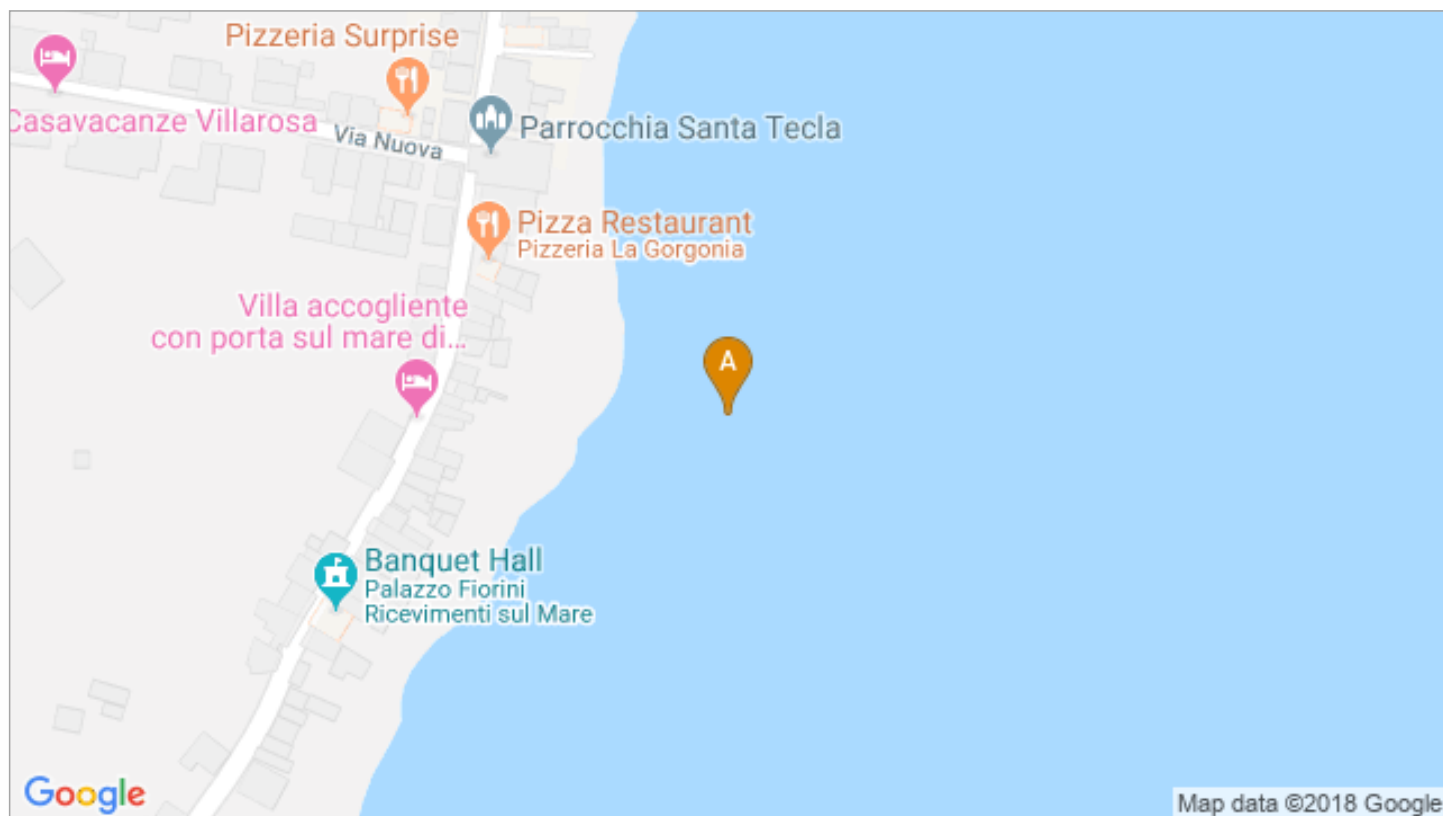 Pizzeria Surprise
Casavacanze Villarosa
Via Nuova
Parrocchia Santa Tecla
Pizza Restaurant
Pizzeria La Gorgonia
Villa accogliente
con porta sul mare di...
A
Banquet Hall
Palazzo Fiorini
Ricevimenti sul Mare
Google
Map data ©2018 Google